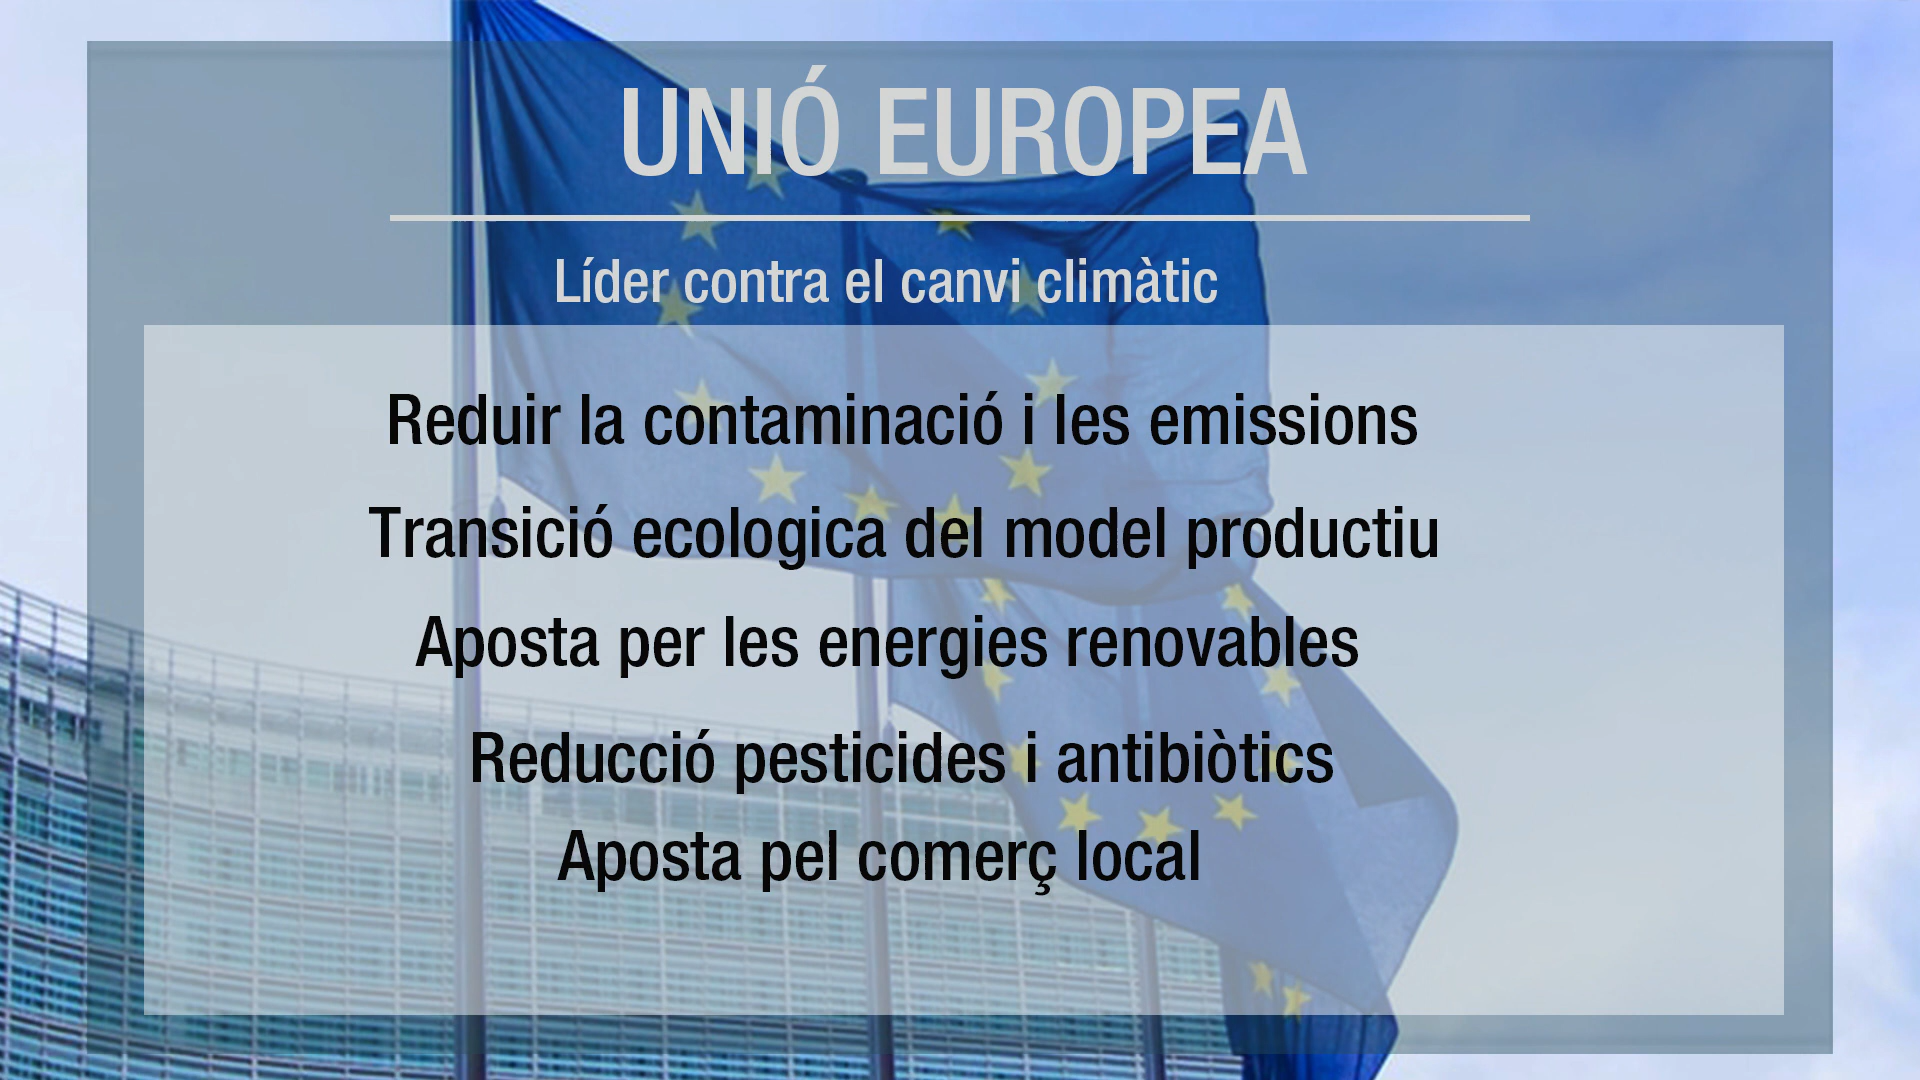 UNIÓ EUROPEA
Líder contra el canvi climàtic
Reduir la contaminació i les emissions
Transició ecologica del model productiu
Aposta per les energies renovables
Reducció pesticides i antibiòtics
Aposta pel comerç local